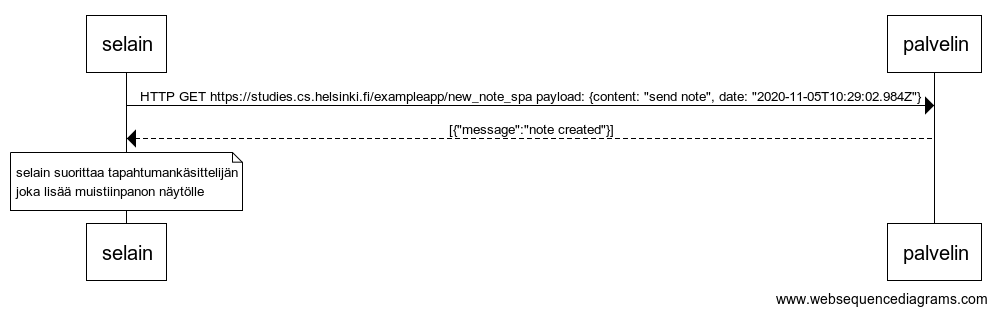 selain
palvelin
HTTP GET https://studies.cs.helsinki.fi/exampleapp/new_note_spa payload: {content: "send note", date: "2020-11-05T10:29:02.984Z"}
[{"message":"note created"}]
selain suorittaa tapahtumankäsittelijän
joka lisää muistiinpanon näytölle
selain
palvelin
www.websequencediagrams.com